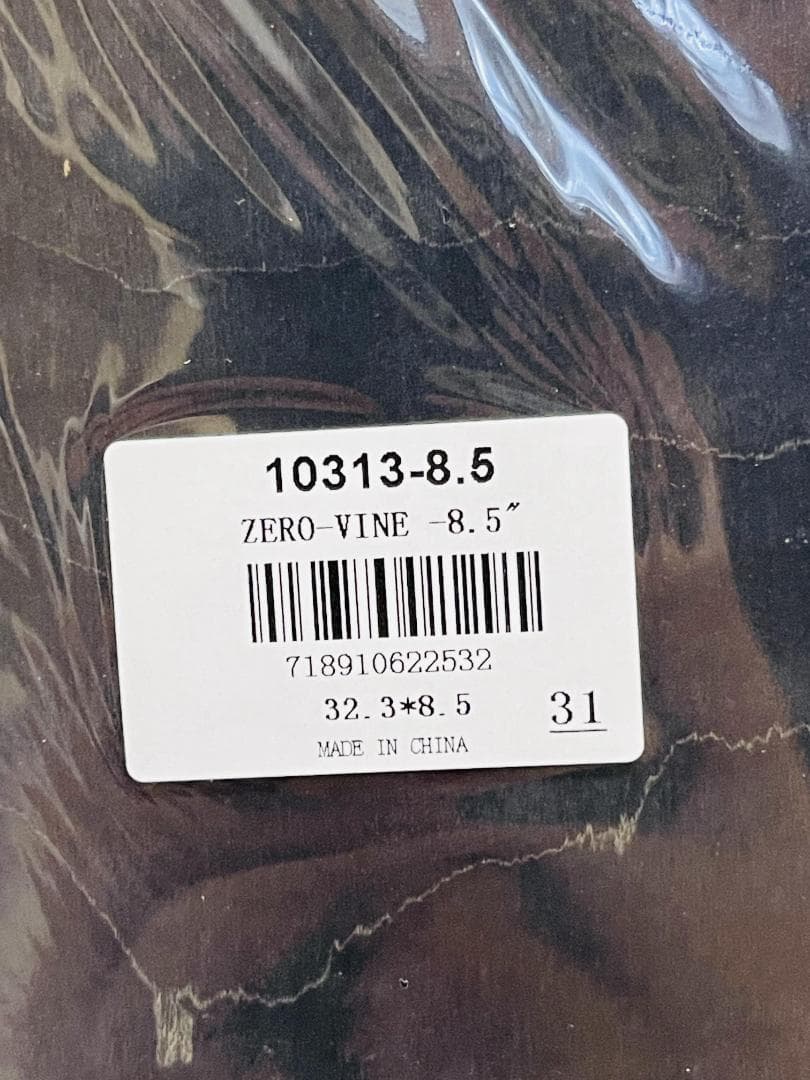 10313-8.5
ZERO-VINE -8.5″
718910622532
32.3*8.5
31
MADE IN CHINA